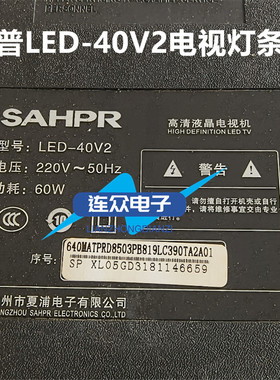 普LED-40V2电视灯条
SAHPR
高清液晶电视机
HIGH DEFINITION LED TV
号: LED-40V2
电压: 220V~50Hz
功耗: 60W
警告
连众电子
序号:
640MATPRD8503PBB19LC390TA2A01
SP XL05GD3181146659
州市夏浦电子有限公司
NGZHOU SAHPR ELECTRONICS CO.,LTD